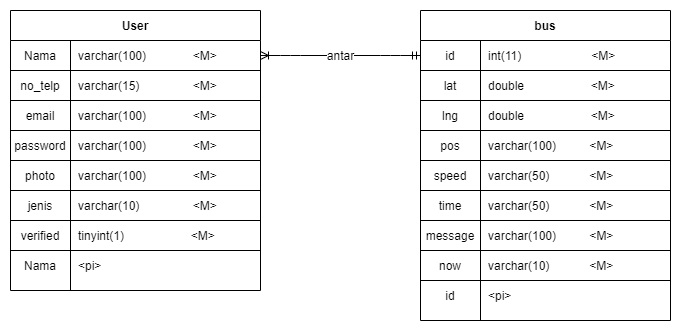 User
Nama varchar(100) <M>
no_telp varchar(15) <M>
email varchar(100) <M>
password varchar(100) <M>
photo varchar(100) <M>
jenis varchar(10) <M>
verified tinyint(1) <M>
Nama <pi>
antar
bus
id int(11) <M>
lat double <M>
lng double <M>
pos varchar(100) <M>
speed varchar(50) <M>
time varchar(50) <M>
message varchar(100) <M>
now varchar(10) <M>
id <pi>